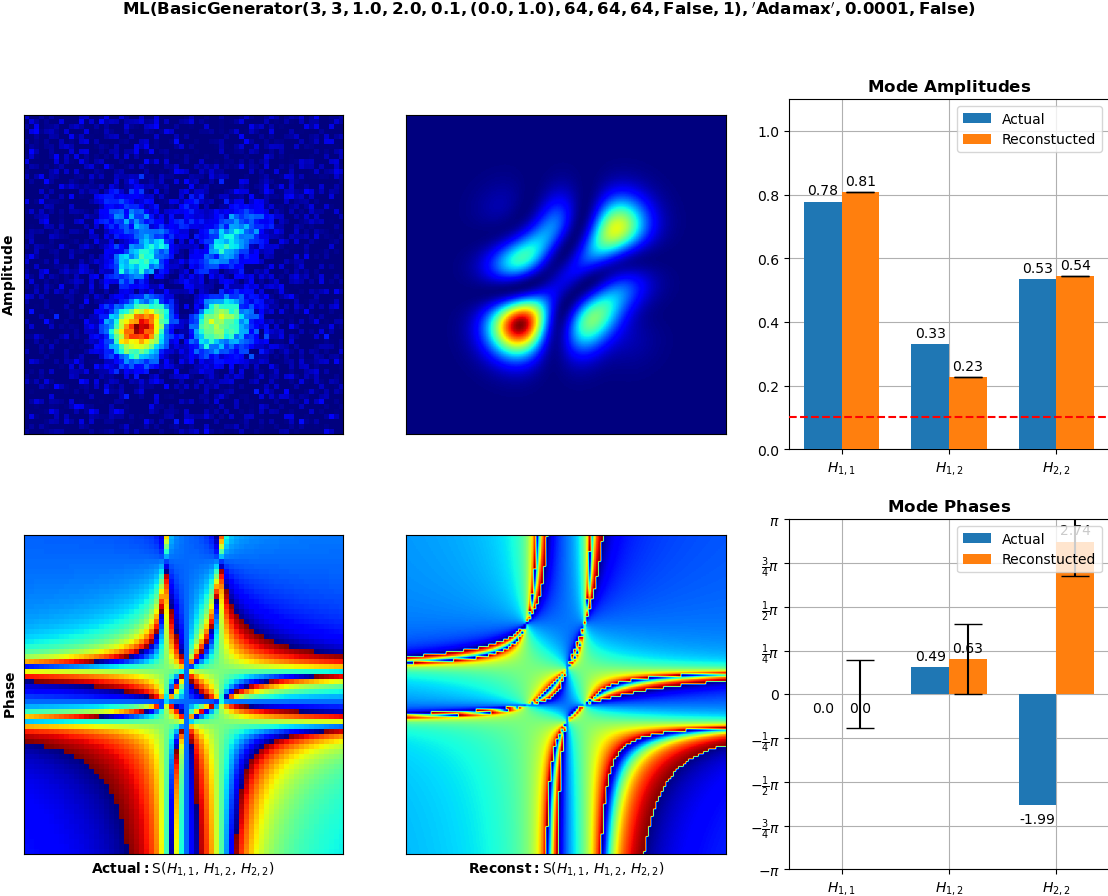 ML(BasicGenerator(3, 3, 1.0, 2.0, 0.1, (0.0, 1.0), 64, 64, 64, False, 1), ′Adamax′, 0.0001, False)
Mode Amplitudes
Amplitude
Actual
Reconstucted
1.0
0.8
0.6
0.4
0.2
0.0
0.78
0.81
0.33
0.23
0.53
0.54
H1,1
H1,2
H2,2
Mode Phases
Phase
Actual
Reconstucted
π
3/4π
1/2π
1/4π
0
−1/4π
−1/2π
−3/4π
−π
0.0
0.0
0.49
0.63
-1.99
2.74
H1,1
H1,2
H2,2
Actual: S(H1,1, H1,2, H2,2)
Reconst: S(H1,1, H1,2, H2,2)